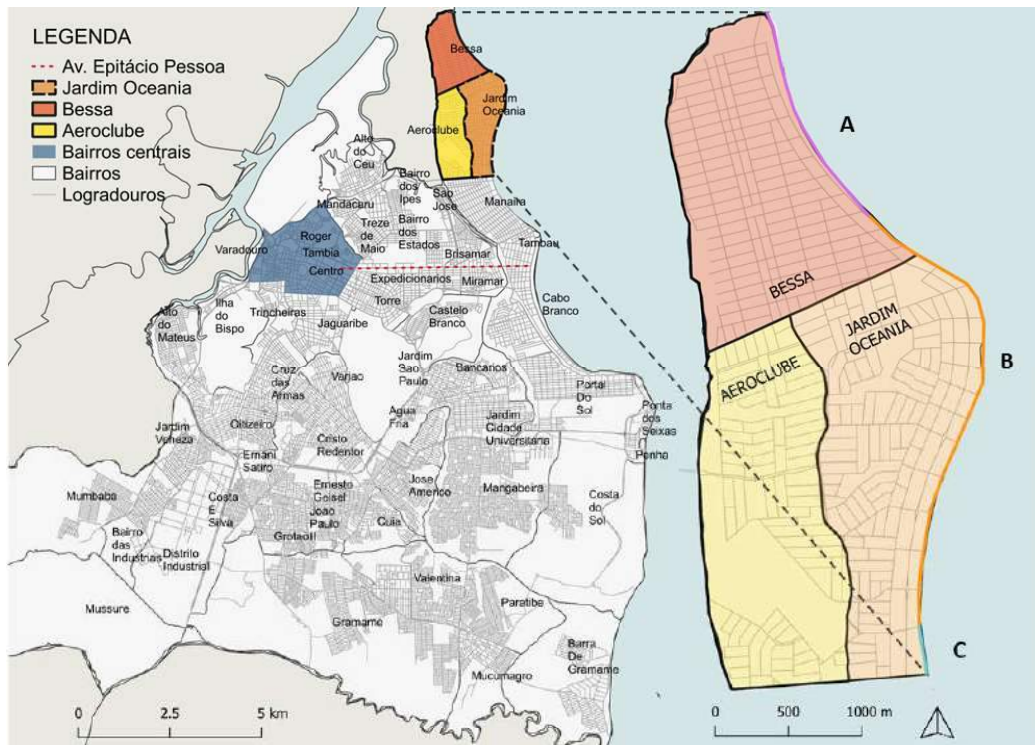 LEGENDA
Av. Epitácio Pessoa
Jardim Oceania
Bessa
Aeroclube
Bairros centrais
Bairros
Logradouros
Bessa
Jardim
Oceania
Aeroclube
Alto
do
Ceu
Bairro
dos
Ipes
Sao
Jose
Manaira
Mandacaru
Treze
de
Maio
Bairro
dos
Estados
Brisamar
Tambau
Varadouro
Roger
Tambia
Centro
Expedicionarios
Miramar
Torre
Castelo
Branco
Cabo
Branco
Alto
do
Mateus
Ilha
do
Bispo
Trincheiras
Jaguaribe
Cruz
das
Armas
Varjao
Jardim
Sao
Paulo
Bancarios
Portal
Do
Sol
Ponta
dos
Seixas
Penha
Jardim
Veneza
Oitizeiro
Agua
Fria
Jardim
Cidade
Universitaria
Cristo
Redentor
Ernani
Satiro
Mumbaba
Costa
E
Silva
Ernesto
Geisel
Joao
Paulo
II
Jose
Americo
Mangabeira
Costa
do
Sol
Cuia
Grotao
Bairro
das
Industrias
Distrito
Industrial
Mussure
Valentina
Paratibe
Gramame
Mucumagro
Barra
De
Gramame
0 2.5 5 km
A
BESSA
JARDIM
OCEANIA
AEROCLUBE
B
C
0 500 1000 m